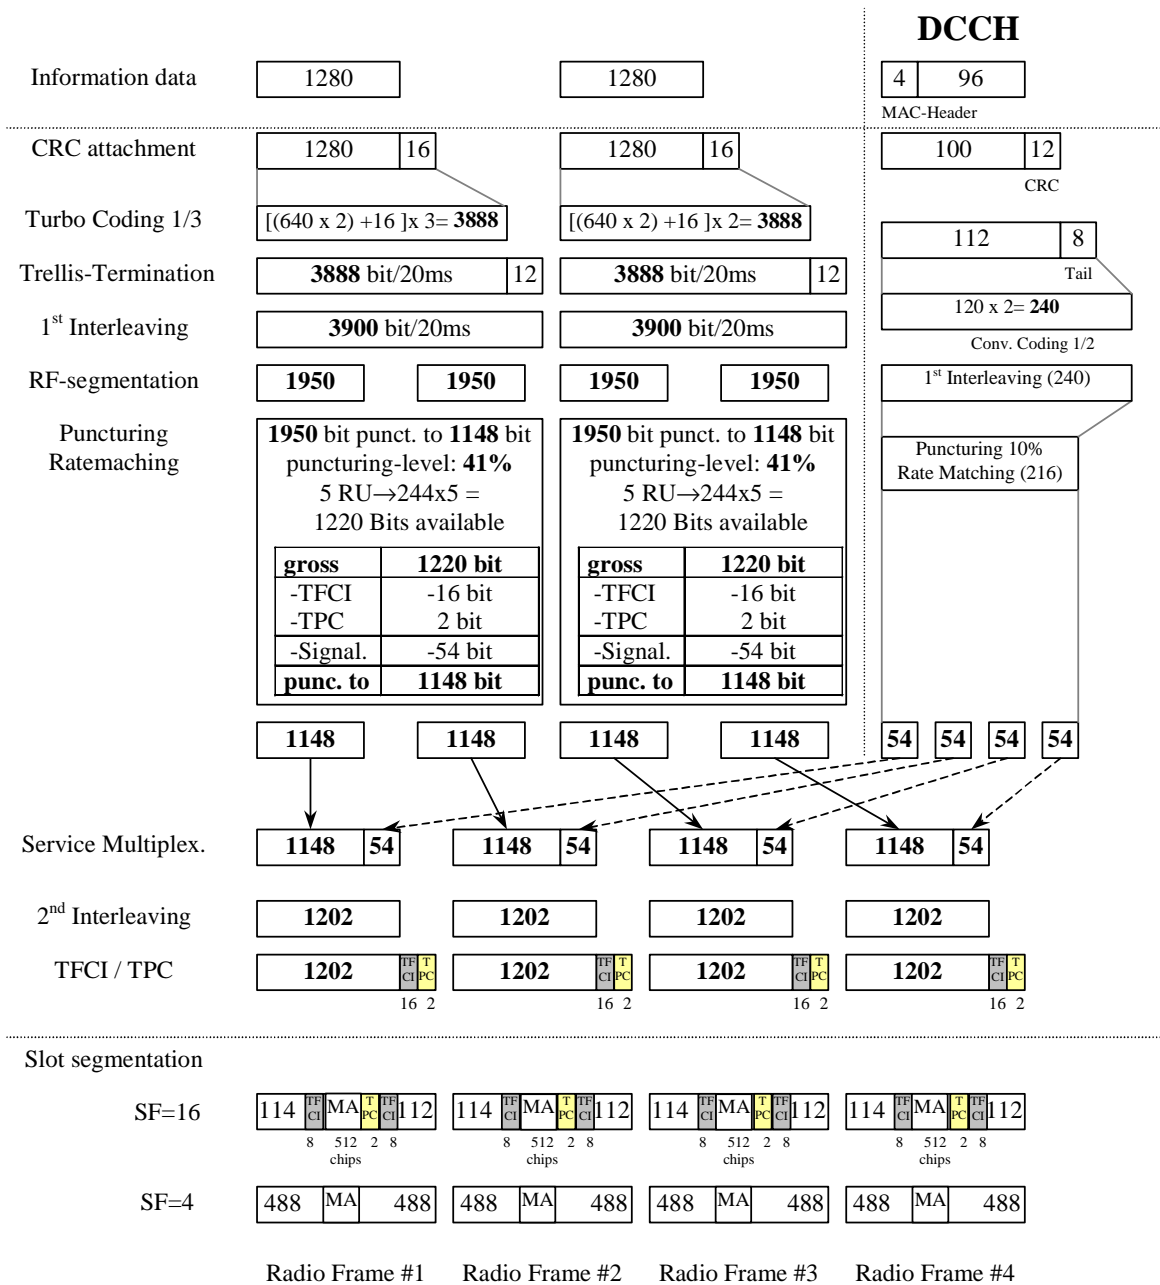 DCCH
Information data 1280 1280 4 96
MAC-Header
CRC attachment 1280 16 1280 16 100 12
CRC
Turbo Coding 1/3 [(640 x 2) +16 ]x 3= 3888 [(640 x 2) +16 ]x 2= 3888 112 8
Trellis-Termination 3888 bit/20ms 12 3888 bit/20ms 12 Tail
120 x 2= 240
1st Interleaving 3900 bit/20ms 3900 bit/20ms
Conv. Coding 1/2
RF-segmentation 1950 1950 1950 1950 1st Interleaving (240)
Puncturing 1950 bit punct. to 1148 bit 1950 bit punct. to 1148 bit
Ratemaching puncturing-level: 41% puncturing-level: 41% Puncturing 10%
Rate Matching (216)
5 RU→244x5 = 5 RU→244x5 =
1220 Bits available 1220 Bits available
gross 1220 bit gross 1220 bit
-TFCI -16 bit -TFCI -16 bit
-TPC 2 bit -TPC 2 bit
-Signal. -54 bit -Signal. -54 bit
punc. to 1148 bit punc. to 1148 bit
1148 1148 1148 1148 54 54 54 54
Service Multiplex. 1148 54 1148 54 1148 54 1148 54
2nd Interleaving 1202 1202 1202 1202
TFCI / TPC 1202 TFCI TPC 1202 TFCI TPC 1202 TFCI TPC 1202 TFCI TPC
16 2 16 2 16 2 16 2
Slot segmentation
SF=16 114 TFCI MA TPC TFCI 112 114 TFCI MA TPC TFCI 112 114 TFCI MA TPC TFCI 112 114 TFCI MA TPC TFCI 112
8 512 2 8 8 512 2 8 8 512 2 8 8 512 2 8
chips chips chips chips
SF=4 488 MA 488 488 MA 488 488 MA 488 488 MA 488
Radio Frame #1 Radio Frame #2 Radio Frame #3 Radio Frame #4